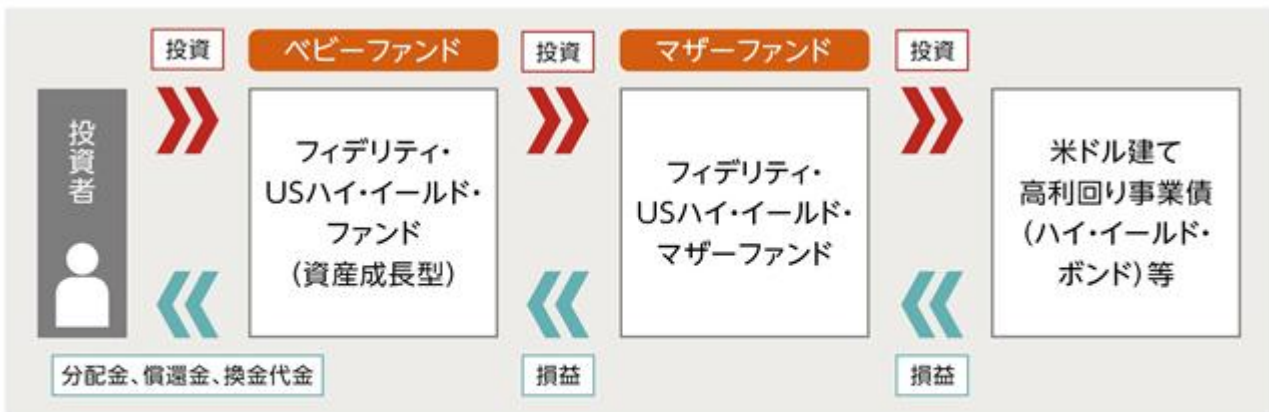 投資
ベビーファンド
投資
マザーファンド
投資
投資者
フィデリティ・
USハイ・イールド・
ファンド
(資産成長型)
フィデリティ・
USハイ・イールド・
マザーファンド
米ドル建て
高利回り事業債
(ハイ・イールド・
ボンド)等
分配金、償還金、換金代金
損益
損益